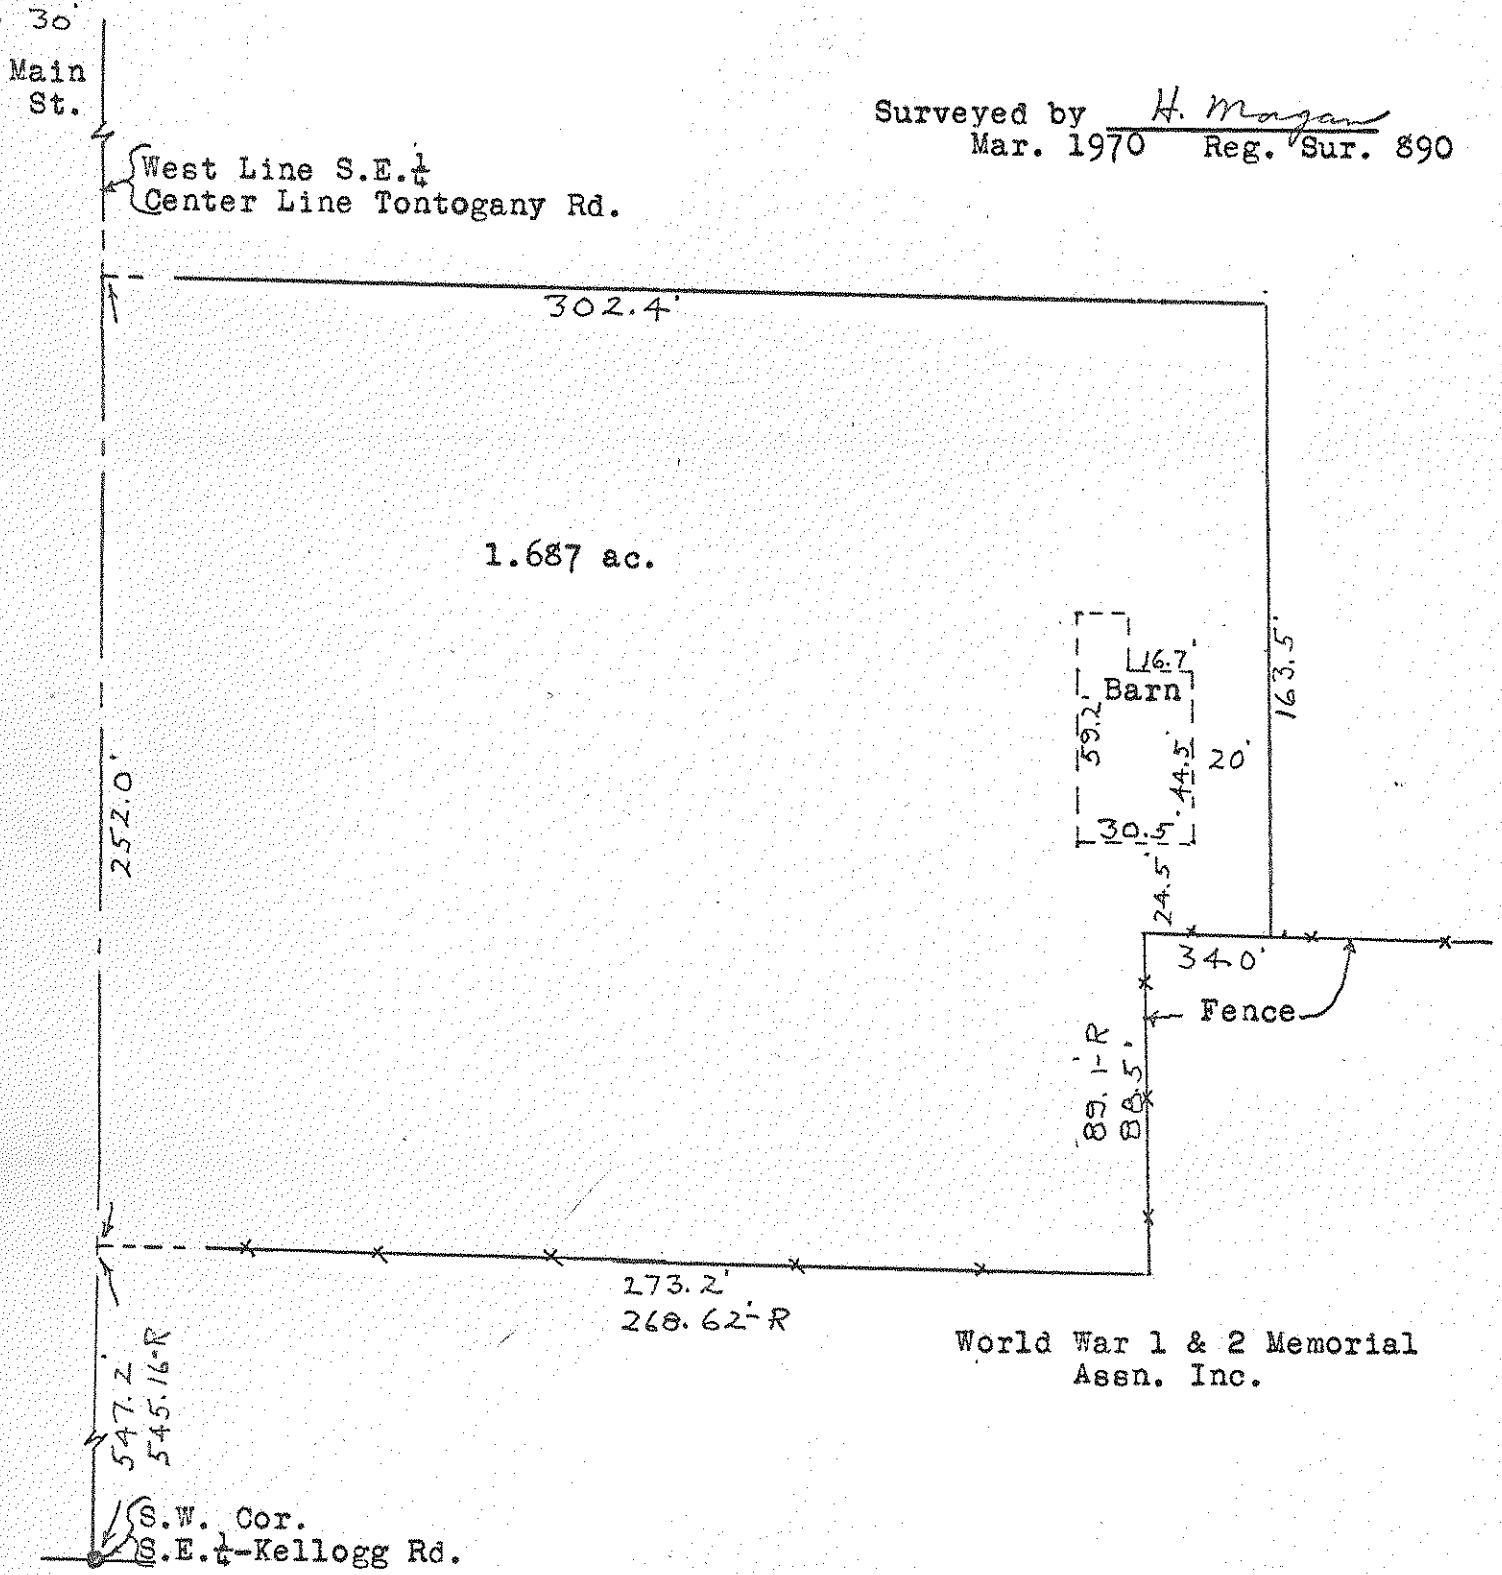 30'
Main
St.
Surveyed by H. Magan
Mar. 1970 Reg. Sur. 890
West Line S.E.¼
Center Line Tontogany Rd.
302.4'
1.687 ac.
16.7'
Barn
59.2'
44.5'
20'
163.5'
30.5'
252.0'
24.5'
34.0'
Fence
89.1'-R
88.5'
273.2'
268.62'-R
World War 1 & 2 Memorial
Assn. Inc.
547.2'
545.16-R
S.W. Cor.
S.E.¼-Kellogg Rd.